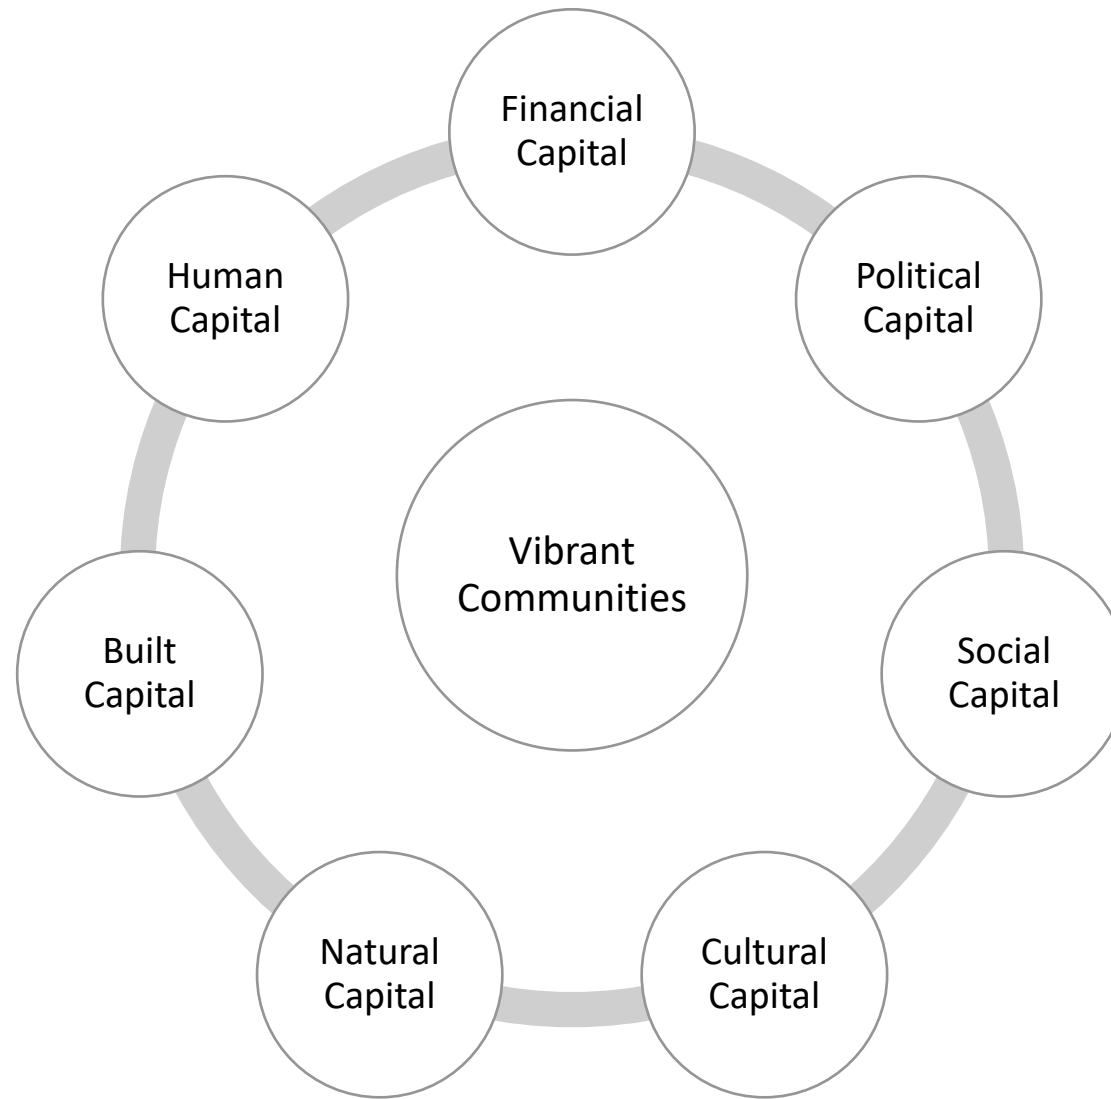 Financial
Capital
Political
Capital
Social
Capital
Cultural
Capital
Natural
Capital
Built
Capital
Human
Capital
Vibrant
Communities